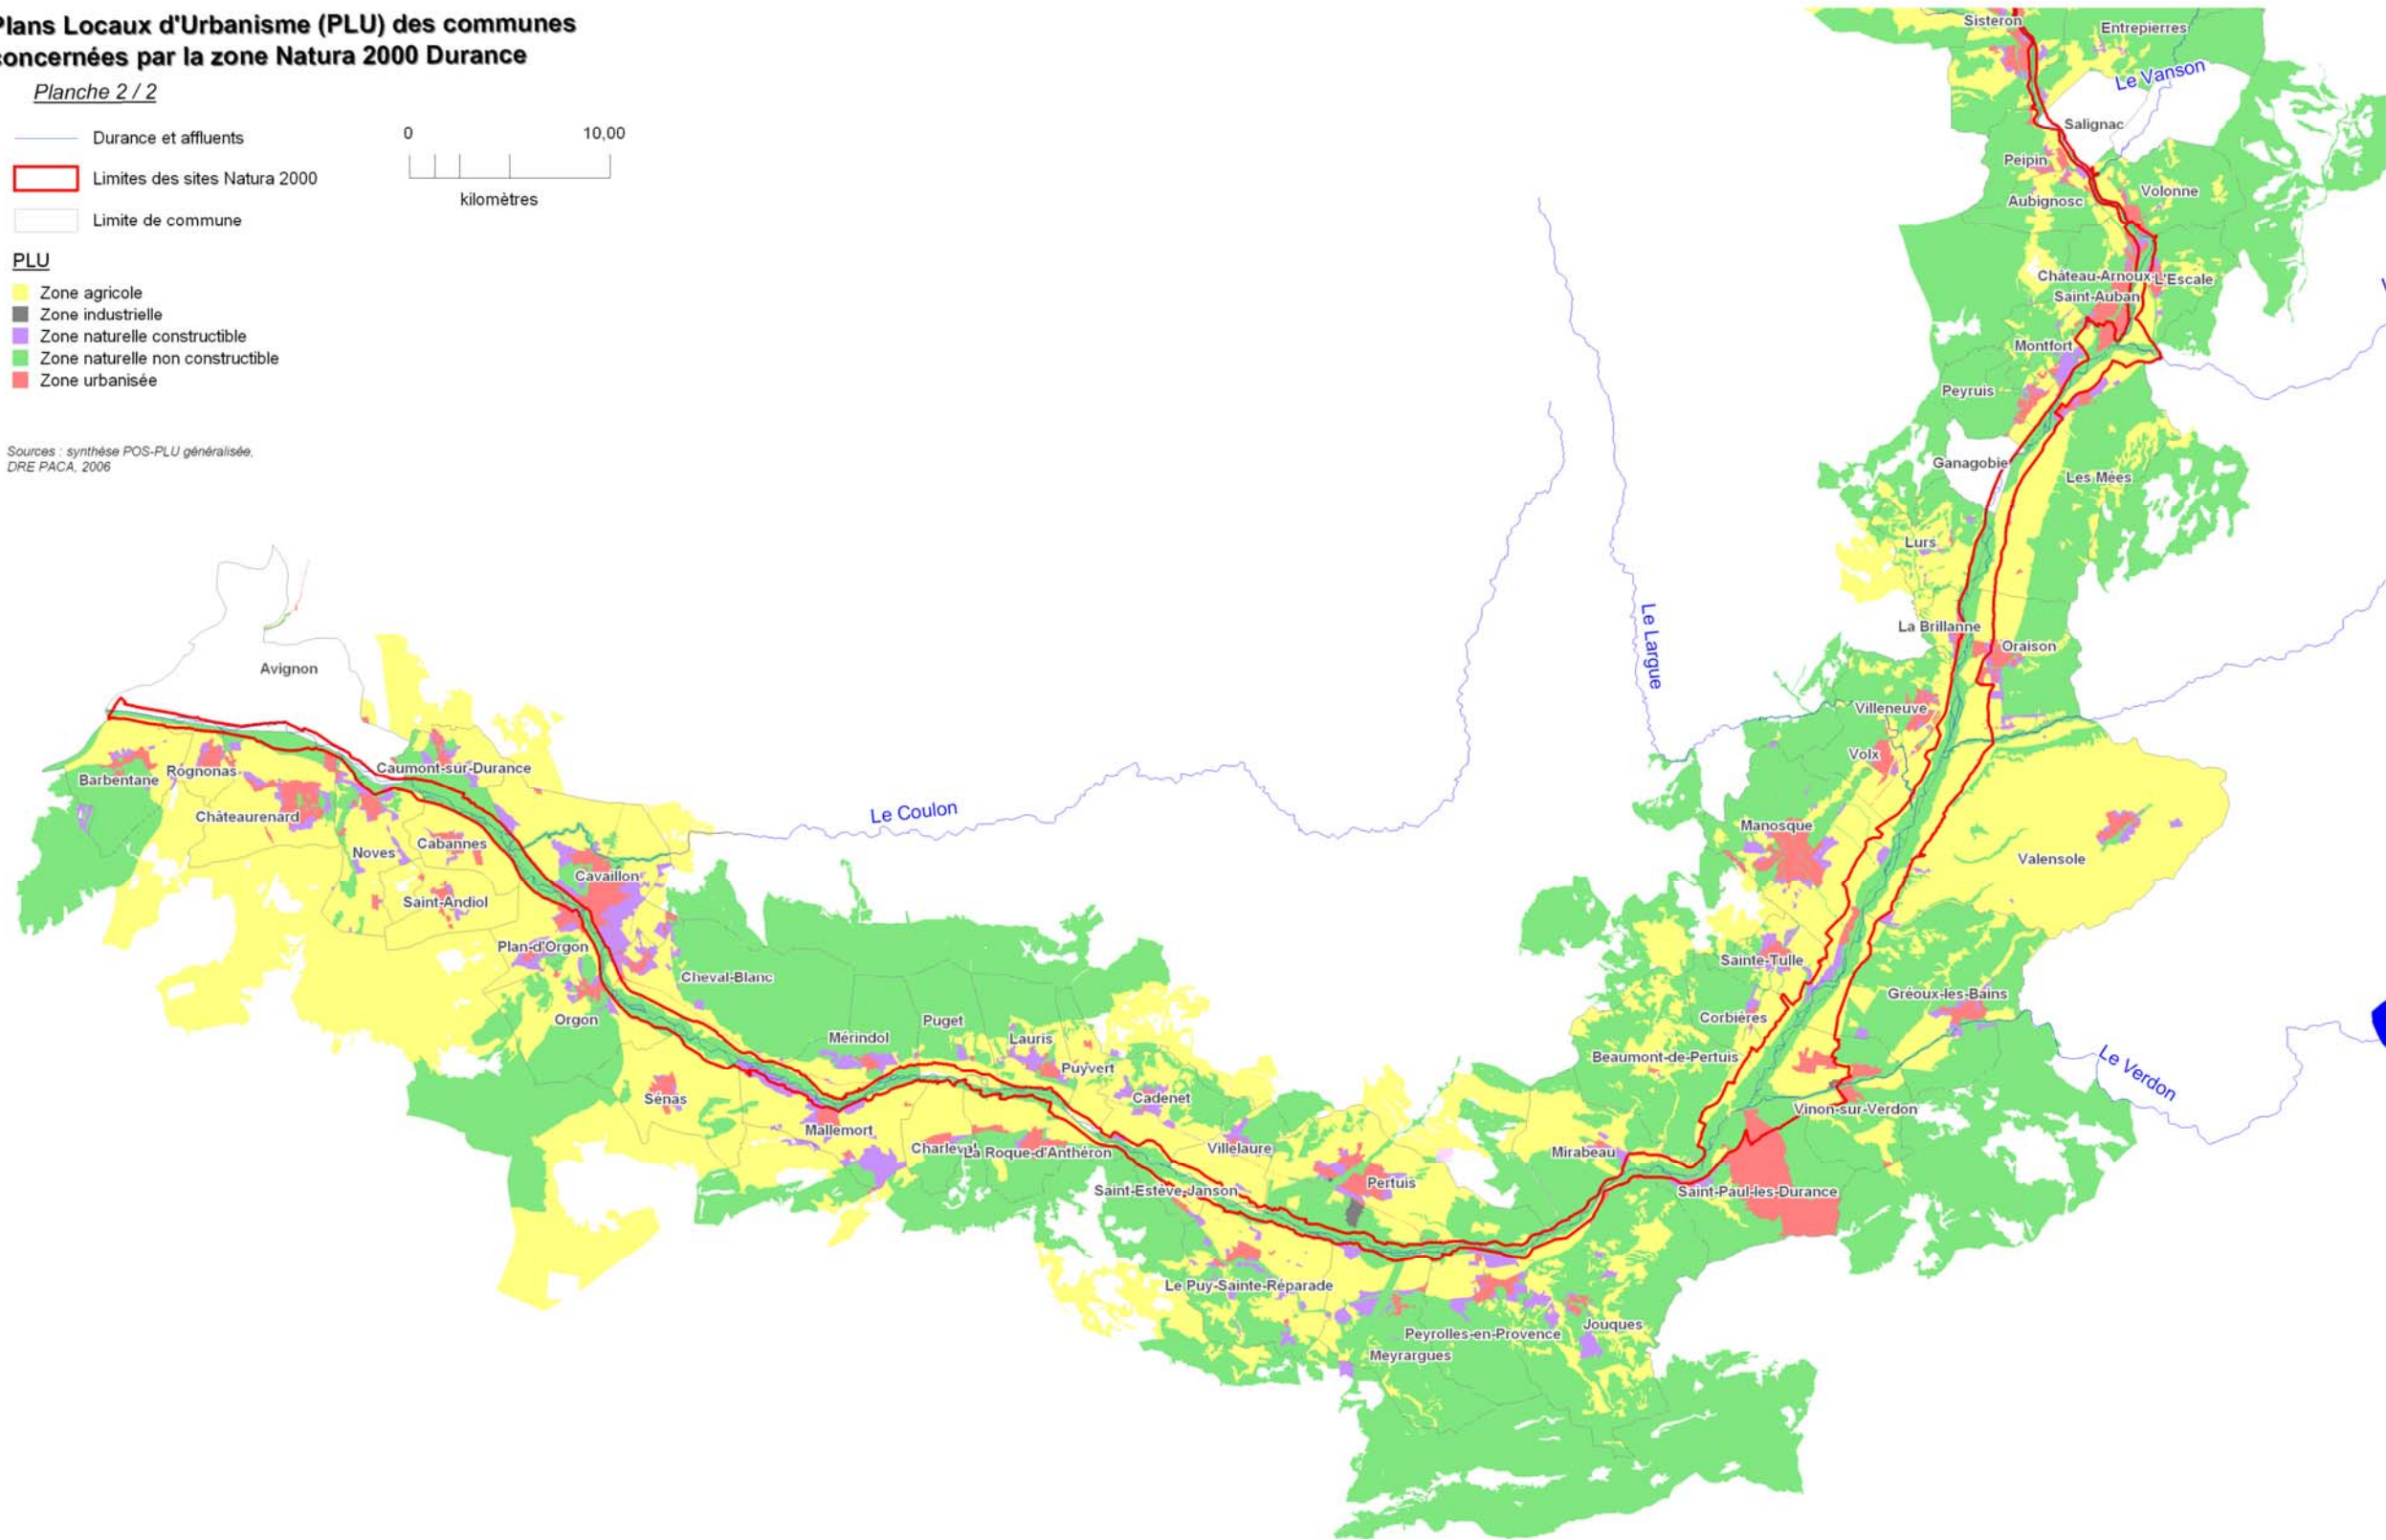 Plans Locaux d'Urbanisme (PLU) des communes
concernées par la zone Natura 2000 Durance
Planche 2 / 2
Durance et affluents
Limites des sites Natura 2000
Limite de commune
0 10,00
kilomètres
PLU
Zone agricole
Zone industrielle
Zone naturelle constructible
Zone naturelle non constructible
Zone urbanisée
Sources : synthèse POS-PLU généralisée,
DRE PACA, 2006
Sisteron
Entrepierres
Le Vanson
Salignac
Peipin
Volonne
Aubignosc
Château-Arnoux-
Saint-Auban
L'Escale
Montfort
Peyruis
Ganagobie
Les Mées
Lurs
La Brillanne
Oraison
Le Largue
Villeneuve
Volx
Manosque
Valensole
Sainte-Tulle
Gréoux-les-Bains
Corbières
Beaumont-de-Pertuis
Le Verdon
Vinon-sur-Verdon
Mirabeau
Saint-Paul-les-Durance
Avignon
Barbentane
Rognonas
Caumont-sur-Durance
Châteaurenard
Noves
Cabannes
Le Coulon
Cavaillon
Saint-Andiol
Plan-d'Orgon
Cheval-Blanc
Orgon
Mérindol
Puget
Lauris
Puyvert
Sénas
Cadenet
Mallemort
Charleval
La Roque-d'Anthéron
Villelaure
Pertuis
Saint-Estève-Janson
Le Puy-Sainte-Réparade
Peyrolles-en-Provence
Jouques
Meyrargues